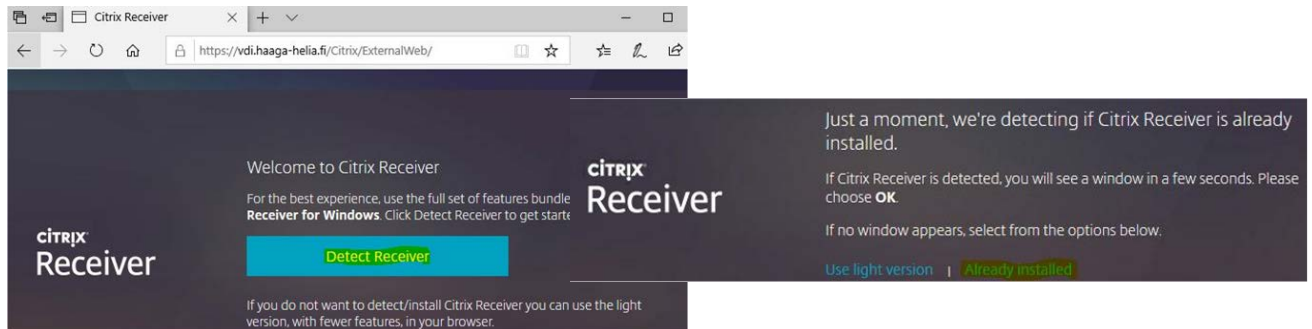 Citrix Receiver
https://vdi.haaga-helia.fi/Citrix/ExternalWeb/
Welcome to Citrix Receiver
For the best experience, use the full set of features bundle
Receiver for Windows. Click Detect Receiver to get starte
CITRIX
Receiver
Detect Receiver
If you do not want to detect/install Citrix Receiver you can use the light
version, with fewer features, in your browser.
Just a moment, we're detecting if Citrix Receiver is already
installed.
CITRIX
Receiver
If Citrix Receiver is detected, you will see a window in a few seconds. Please
choose OK.
If no window appears, select from the options below.
Use light version | Already installed